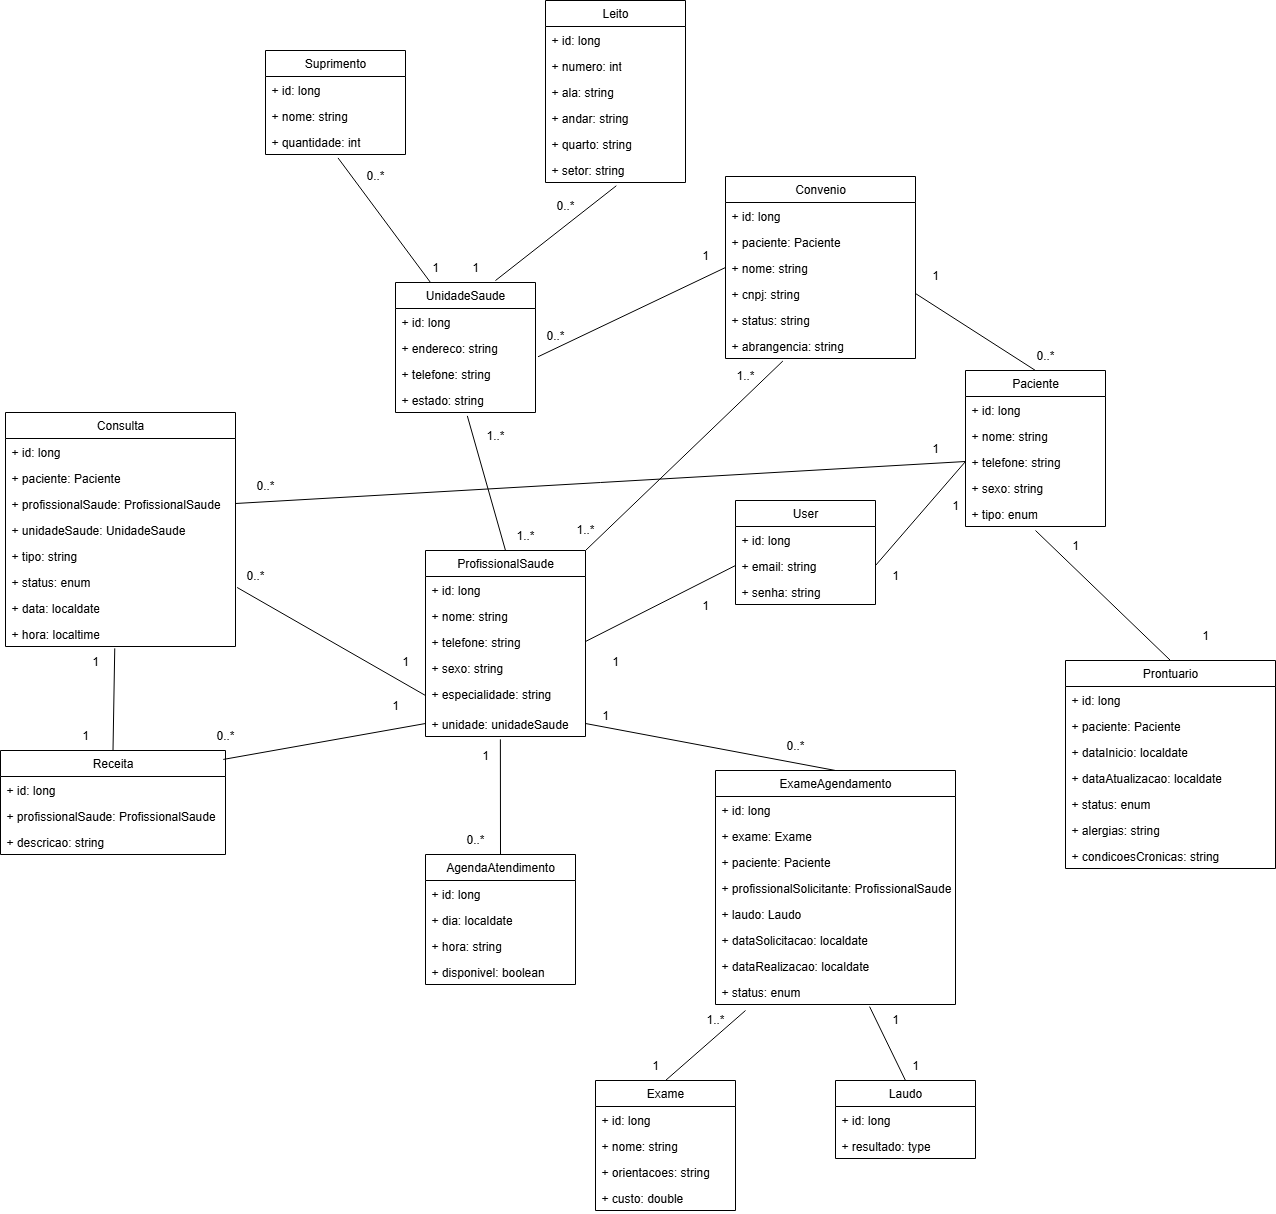 Leito
+ id: long
+ numero: int
+ ala: string
+ andar: string
+ quarto: string
+ setor: string
0..*
1
Suprimento
+ id: long
+ nome: string
+ quantidade: int
0..*
1
Convenio
+ id: long
+ paciente: Paciente
+ nome: string
+ cnpj: string
+ status: string
+ abrangencia: string
1
0..*
1
0..*
1..*
1..*
UnidadeSaude
+ id: long
+ endereco: string
+ telefone: string
+ estado: string
1..*
1..*
Paciente
+ id: long
+ nome: string
+ telefone: string
+ sexo: string
+ tipo: enum
1
0..*
1
1
1
1
Consulta
+ id: long
+ paciente: Paciente
+ profissionalSaude: ProfissionalSaude
+ unidadeSaude: UnidadeSaude
+ tipo: string
+ status: enum
+ data: localdate
+ hora: localtime
0..*
1
1
1
User
+ id: long
+ email: string
+ senha: string
1
1
ProfissionalSaude
+ id: long
+ nome: string
+ telefone: string
+ sexo: string
+ especialidade: string
+ unidade: unidadeSaude
1
0..*
1
0..*
1
0..*
Prontuario
+ id: long
+ paciente: Paciente
+ dataInicio: localdate
+ dataAtualizacao: localdate
+ status: enum
+ alergias: string
+ condicoesCronicas: string
Receita
+ id: long
+ profissionalSaude: ProfissionalSaude
+ descricao: string
ExameAgendamento
+ id: long
+ exame: Exame
+ paciente: Paciente
+ profissionalSolicitante: ProfissionalSaude
+ laudo: Laudo
+ dataSolicitacao: localdate
+ dataRealizacao: localdate
+ status: enum
AgendaAtendimento
+ id: long
+ dia: localdate
+ hora: string
+ disponivel: boolean
1..*
1
1
1
Exame
+ id: long
+ nome: string
+ orientacoes: string
+ custo: double
Laudo
+ id: long
+ resultado: type